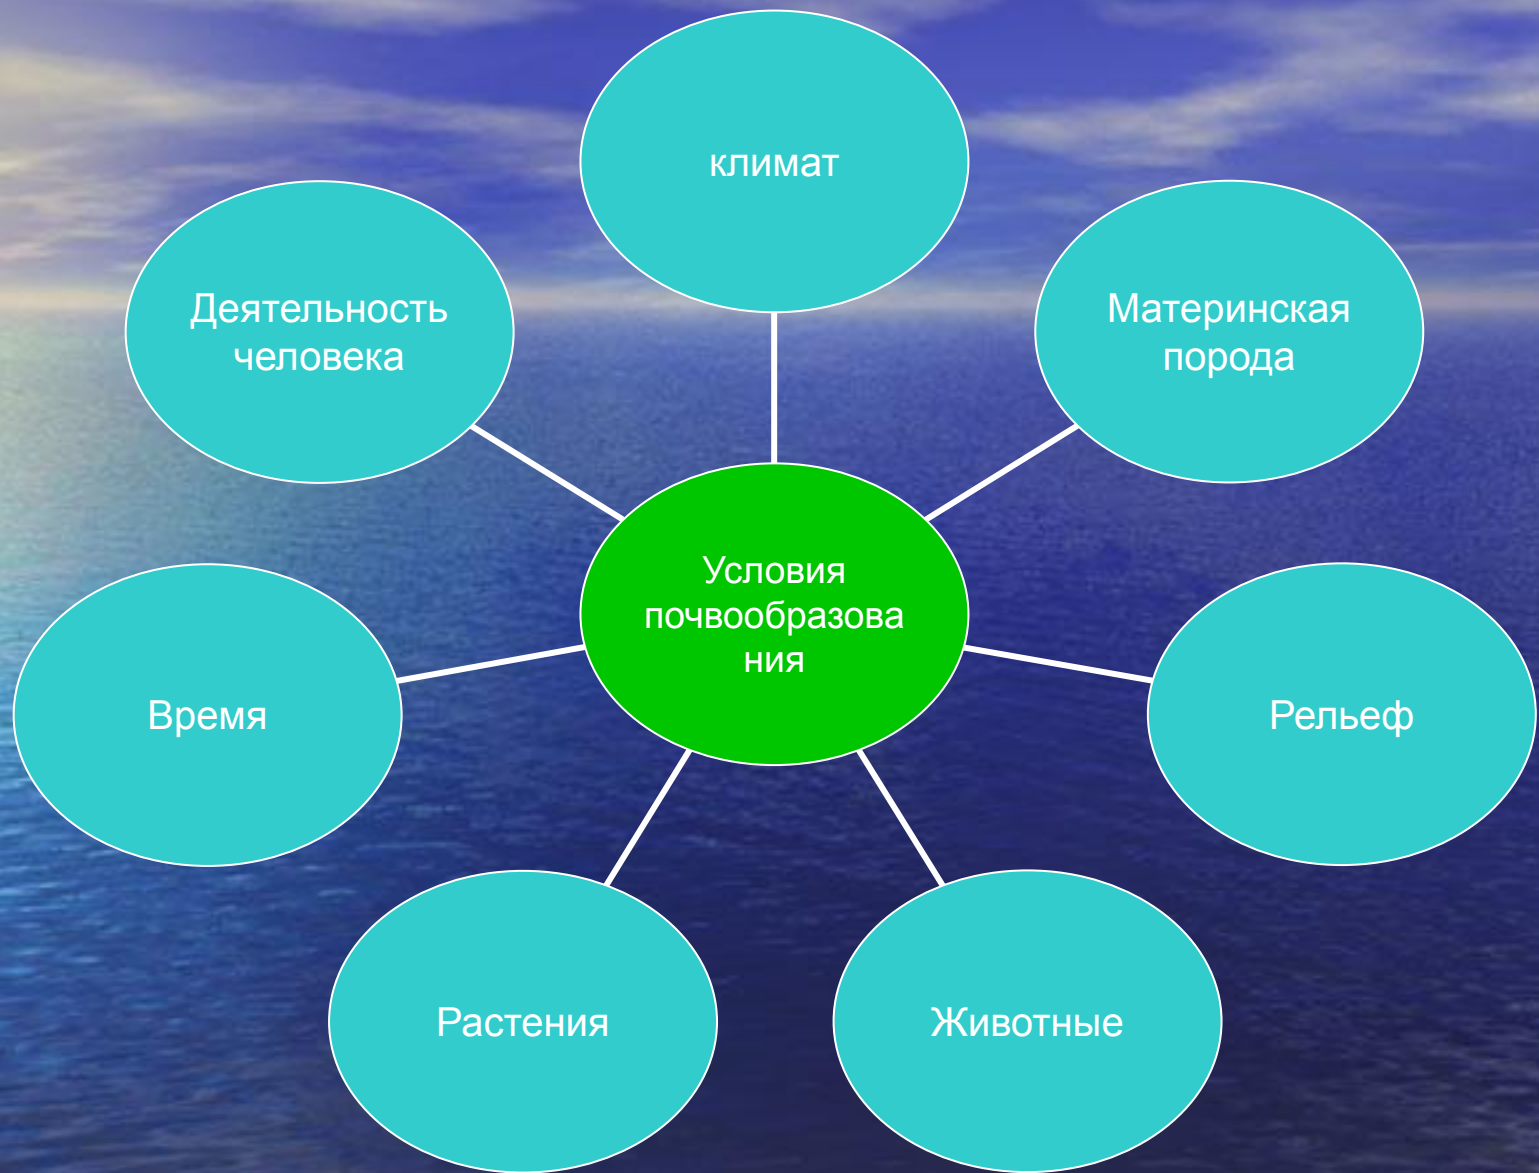 климат
Деятельность
человека
Материнская
порода
Условия
почвообразова
ния
Время
Рельеф
Растения
Животные